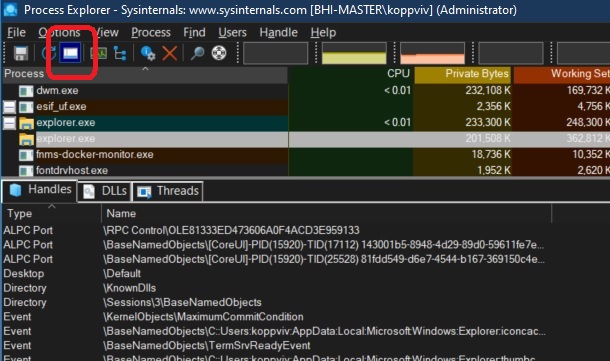 Process Explorer - Sysinternals: www.sysinternals.com [BHI-MASTER\koppviv] (Administrator)
File Options View Process Find Users Handle Help
Process CPU Private Bytes Working Set
dwm.exe < 0.01 232,108 K 169,732 K
esif_uf.exe 2,356 K 4,756 K
explorer.exe < 0.01 233,300 K 248,300 K
explorer.exe 201,508 K 362,812 K
fnms-docker-monitor.exe 18,736 K 10,352 K
fontdrvhost.exe 1,952 K 2,620 K
Handles DLLs Threads
Type Name
ALPC Port \RPC Control\OLE81333ED473606A0F4ACD3E959133
ALPC Port \BaseNamedObjects\[CoreUI]-PID(15920)-TID(17112) 143001b5-8948-4d29-89d0-59611fe7e...
ALPC Port \BaseNamedObjects\[CoreUI]-PID(15920)-TID(25528) 81fdd549-d6e7-4544-b167-369150c4e...
Desktop \Default
Directory \KnownDlls
Directory \Sessions\3\BaseNamedObjects
Event \KernelObjects\MaximumCommitCondition
Event \BaseNamedObjects\C::Users:koppviv:AppData:Local:Microsoft:Windows:Explorer:iconcac...
Event \BaseNamedObjects\TermSrvReadyEvent
Event \BaseNamedObjects\C::Users:koppviv:AppData:Local:Microsoft:Windows:Explorer:thumbc...